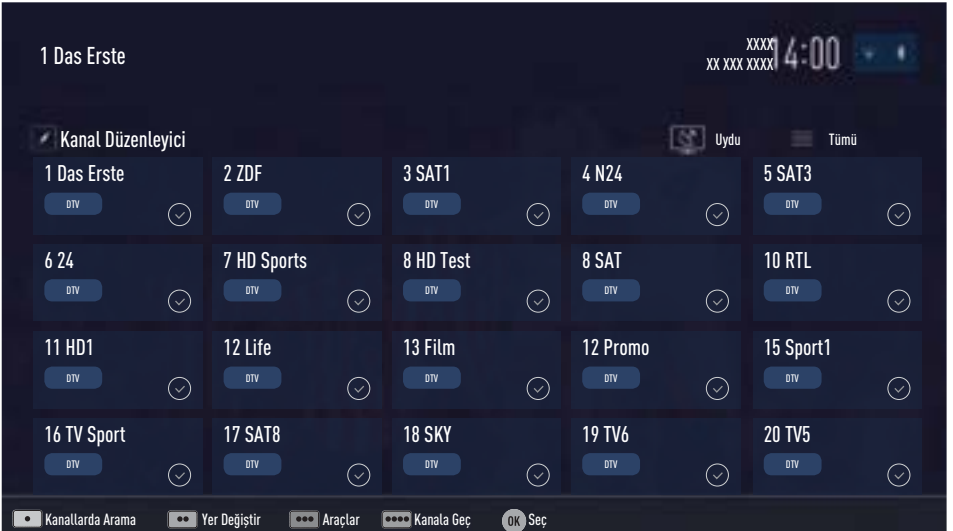 1 Das Erste
XXXX
XX XXX XXXX 14:00
Kanal Düzenleyici Uydu Tümü
1 Das Erste 2 ZDF 3 SAT1 4 N24 5 SAT3
DTV DTV DTV DTV DTV
6 24 7 HD Sports 8 HD Test 8 SAT 10 RTL
DTV DTV DTV DTV DTV
11 HD1 12 Life 13 Film 12 Promo 15 Sport1
DTV DTV DTV DTV DTV
16 TV Sport 17 SAT8 18 SKY 19 TV6 20 TV5
DTV DTV DTV DTV DTV
Kanallarda Arama Yer Değiştir Araçlar Kanala Geç OK Seç